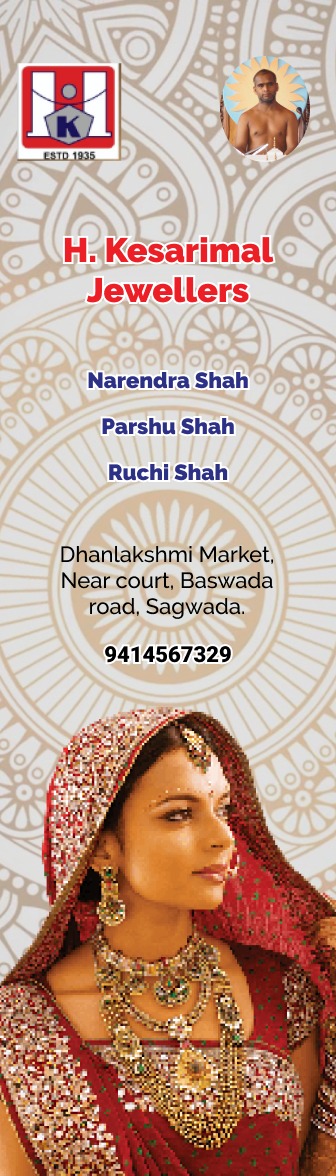 H
K
ESTD 1935
H. Kesarimal
Jewellers
Narendra Shah
Parshu Shah
Ruchi Shah
Dhanlakshmi Market,
Near court, Baswada
road, Sagwada.
9414567329